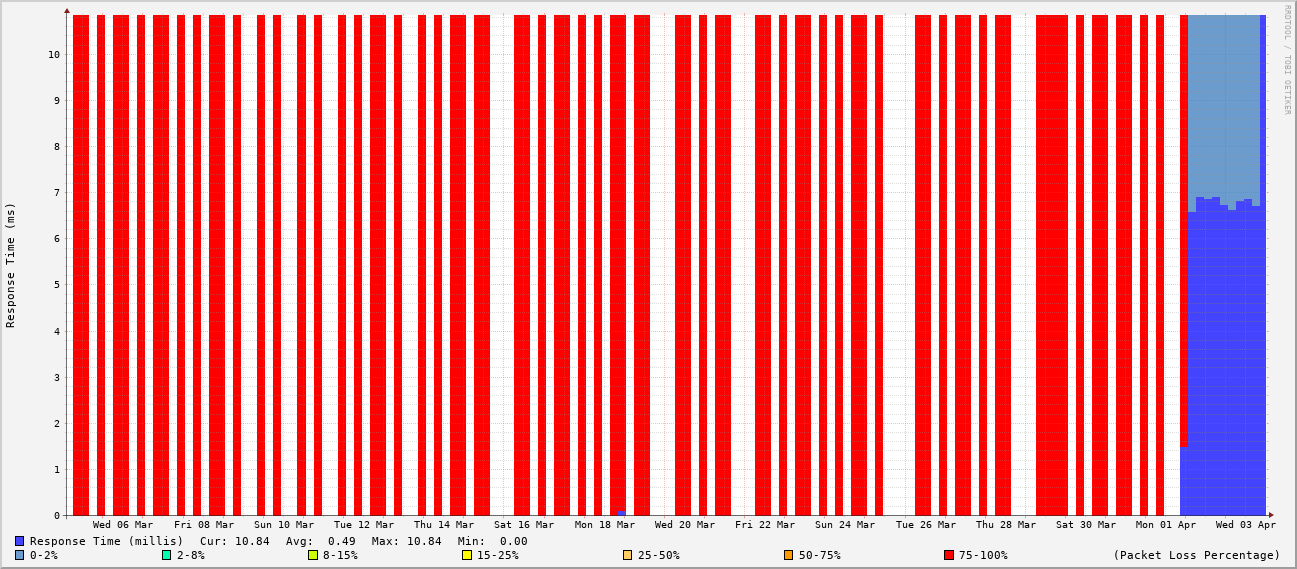 RRDTOOL / TOBI OETIKER
Response Time (ms)
10
9
8
7
6
5
4
3
2
1
0
Wed 06 Mar Fri 08 Mar Sun 10 Mar Tue 12 Mar Thu 14 Mar Sat 16 Mar Mon 18 Mar Wed 20 Mar Fri 22 Mar Sun 24 Mar Tue 26 Mar Thu 28 Mar Sat 30 Mar Mon 01 Apr Wed 03 Apr
Response Time (millis) Cur: 10.84 Avg: 0.49 Max: 10.84 Min: 0.00
0-2% 2-8% 8-15% 15-25% 25-50% 50-75% 75-100% (Packet Loss Percentage)